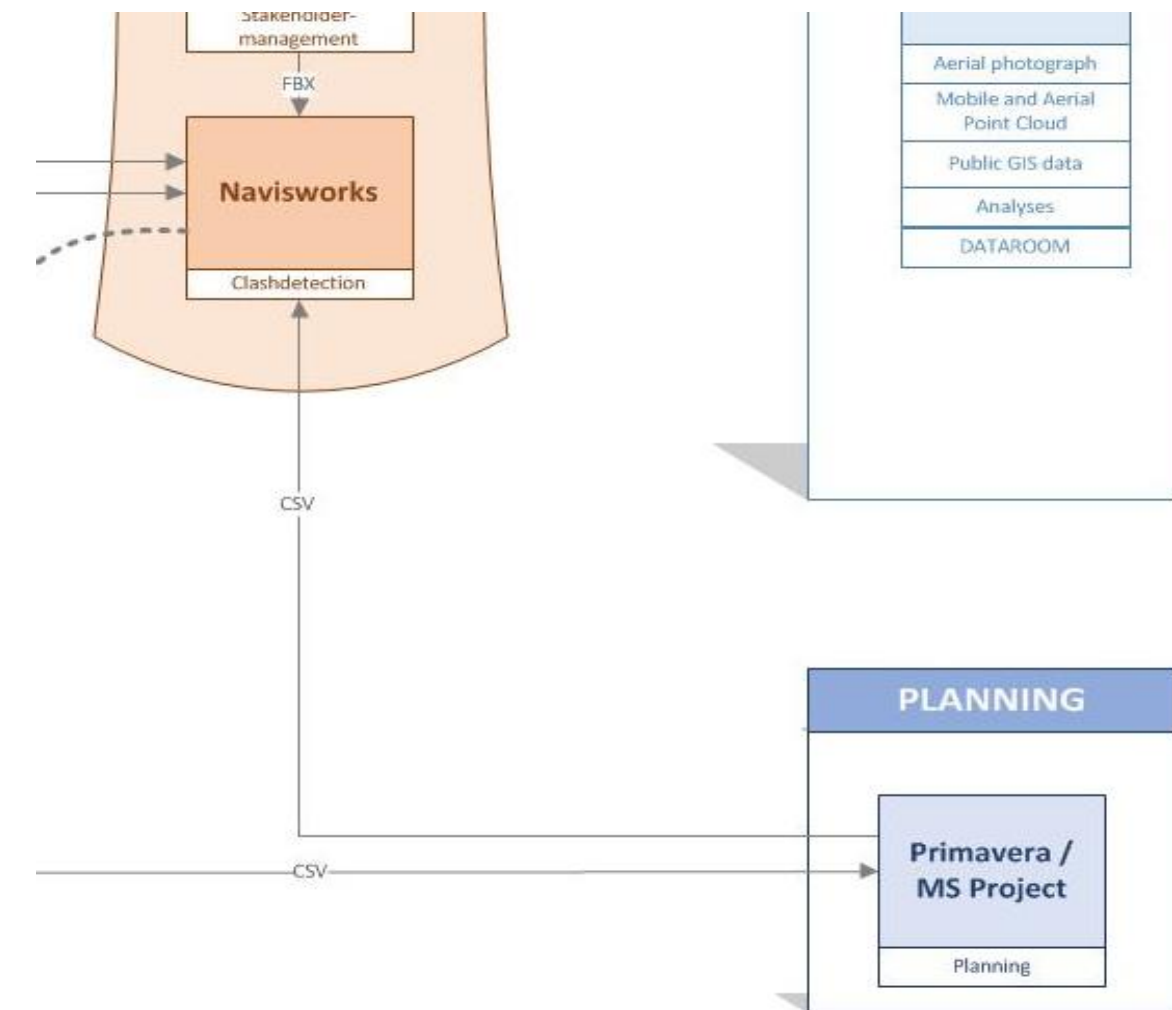 Stakeholder-
management
FBX
Navisworks
Clashdetection
CSV
Aerial photograph
Mobile and Aerial
Point Cloud
Public GIS data
Analyses
DATAROOM
PLANNING
Primavera /
MS Project
Planning
CSV